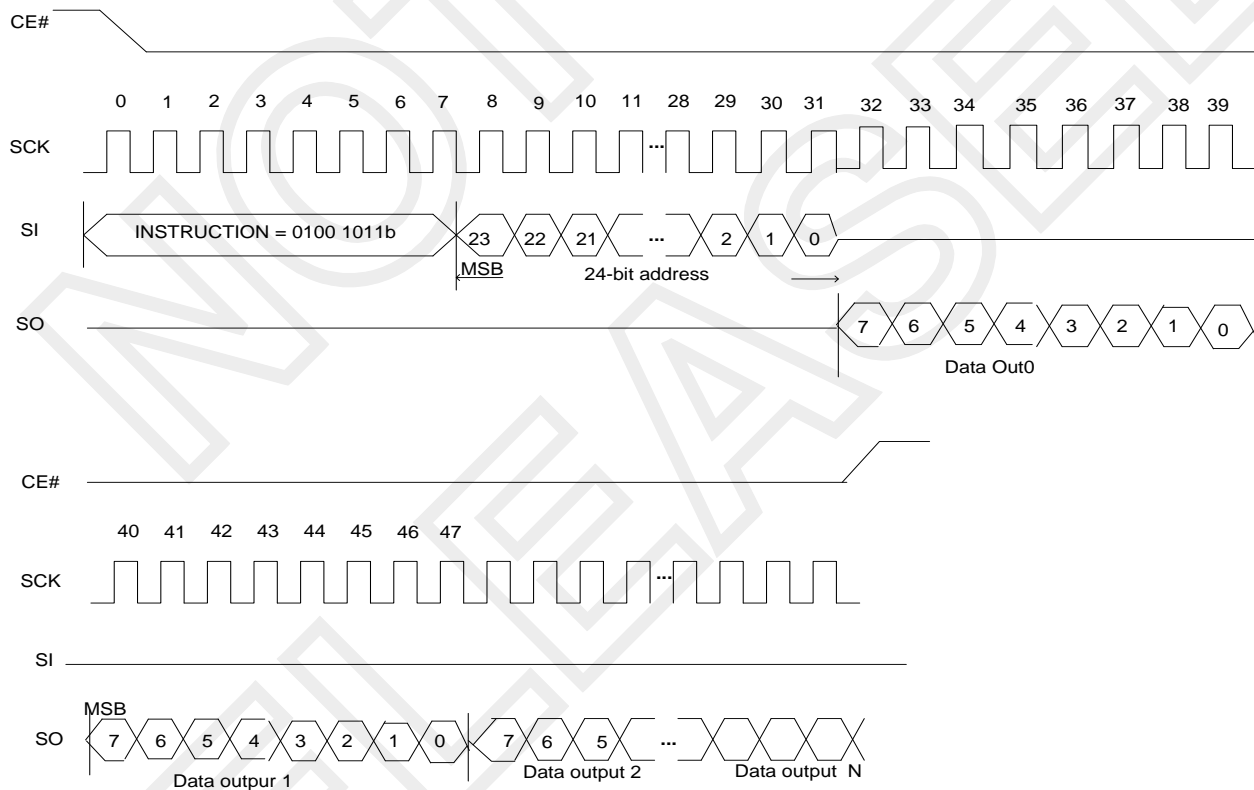 CE#
0 1 2 3 4 5 6 7 8 9 10 11 28 29 30 31 32 33 34 35 36 37 38 39
SCK ...
SI INSTRUCTION = 0100 1011b 23 22 21 ... 2 1 0
MSB 24-bit address
SO 7 6 5 4 3 2 1 0
Data Out0
CE#
40 41 42 43 44 45 46 47
SCK ...
SI
MSB
SO 7 6 5 4 3 2 1 0 7 6 5 ...
Data outpur 1 Data output 2 Data output N